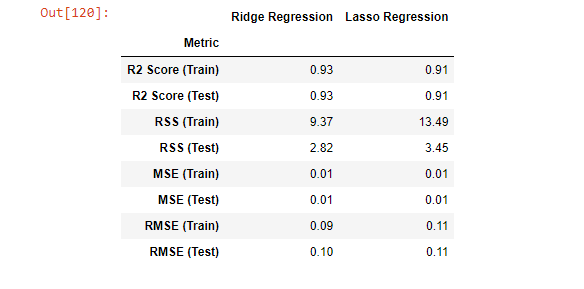 Out[120]:
Ridge Regression Lasso Regression
Metric
R2 Score (Train) 0.93 0.91
R2 Score (Test) 0.93 0.91
RSS (Train) 9.37 13.49
RSS (Test) 2.82 3.45
MSE (Train) 0.01 0.01
MSE (Test) 0.01 0.01
RMSE (Train) 0.09 0.11
RMSE (Test) 0.10 0.11